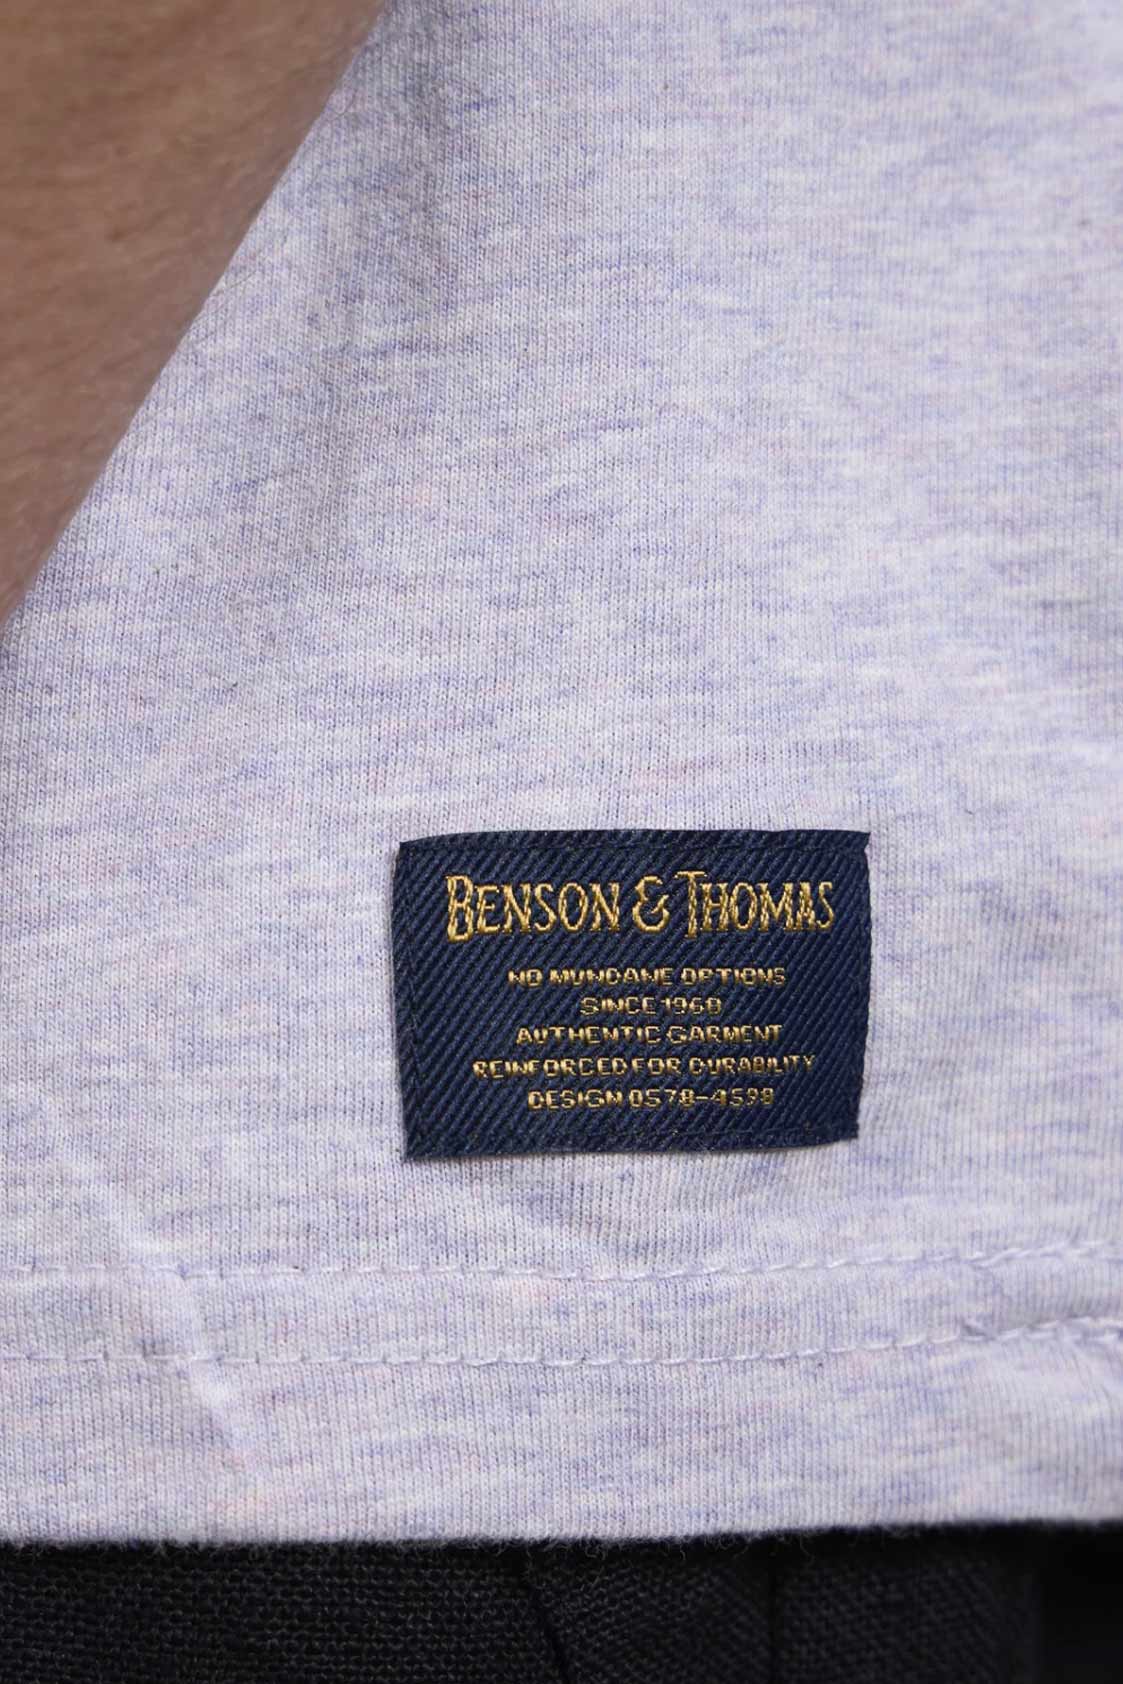 BENSON & THOMAS
NO MUNDANE OPTIONS
SINCE 1960
AUTHENTIC GARMENT
REINFORCED FOR DURABILITY
DESIGN 0578-4598